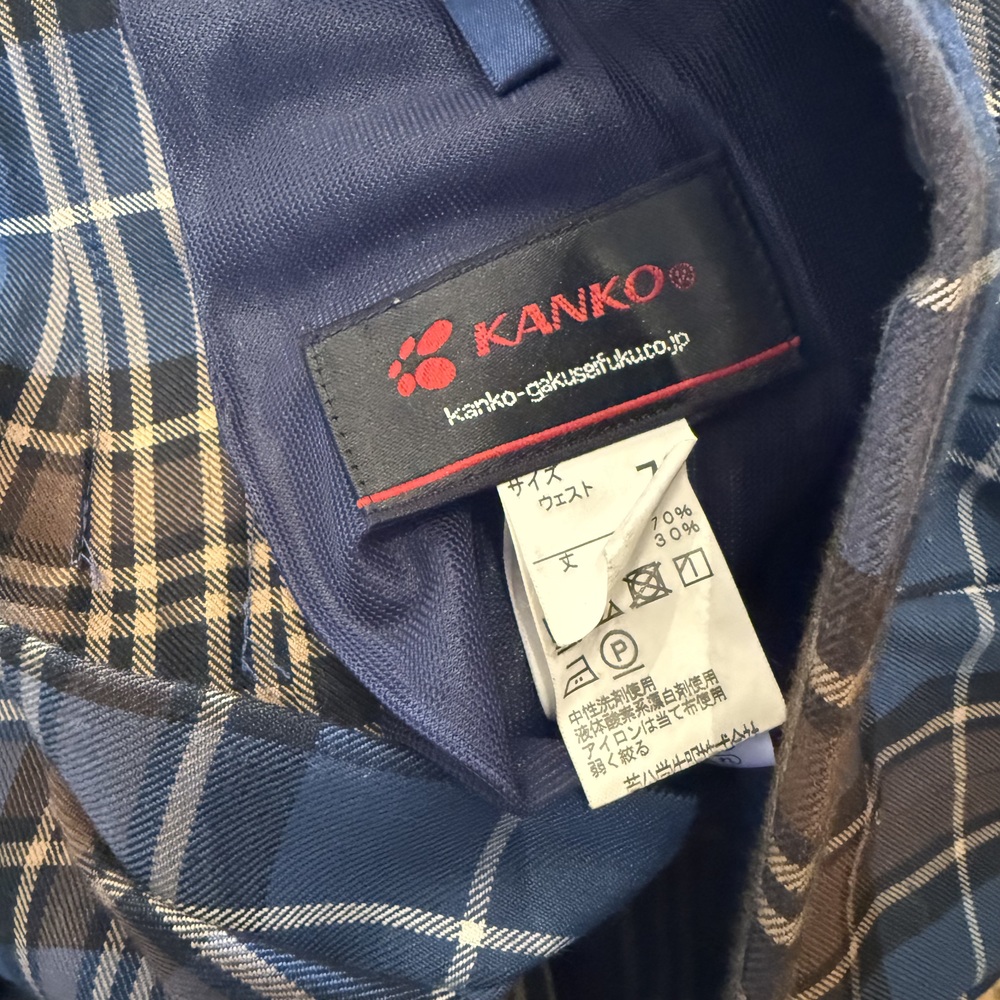 KANKO®
kanko-gakuseifuku.co.jp
サイズ
ウエスト
丈
70%
30%
P
中性洗剤使用
液体酸素系漂白剤使用
アイロンは当て布使用
弱く絞る